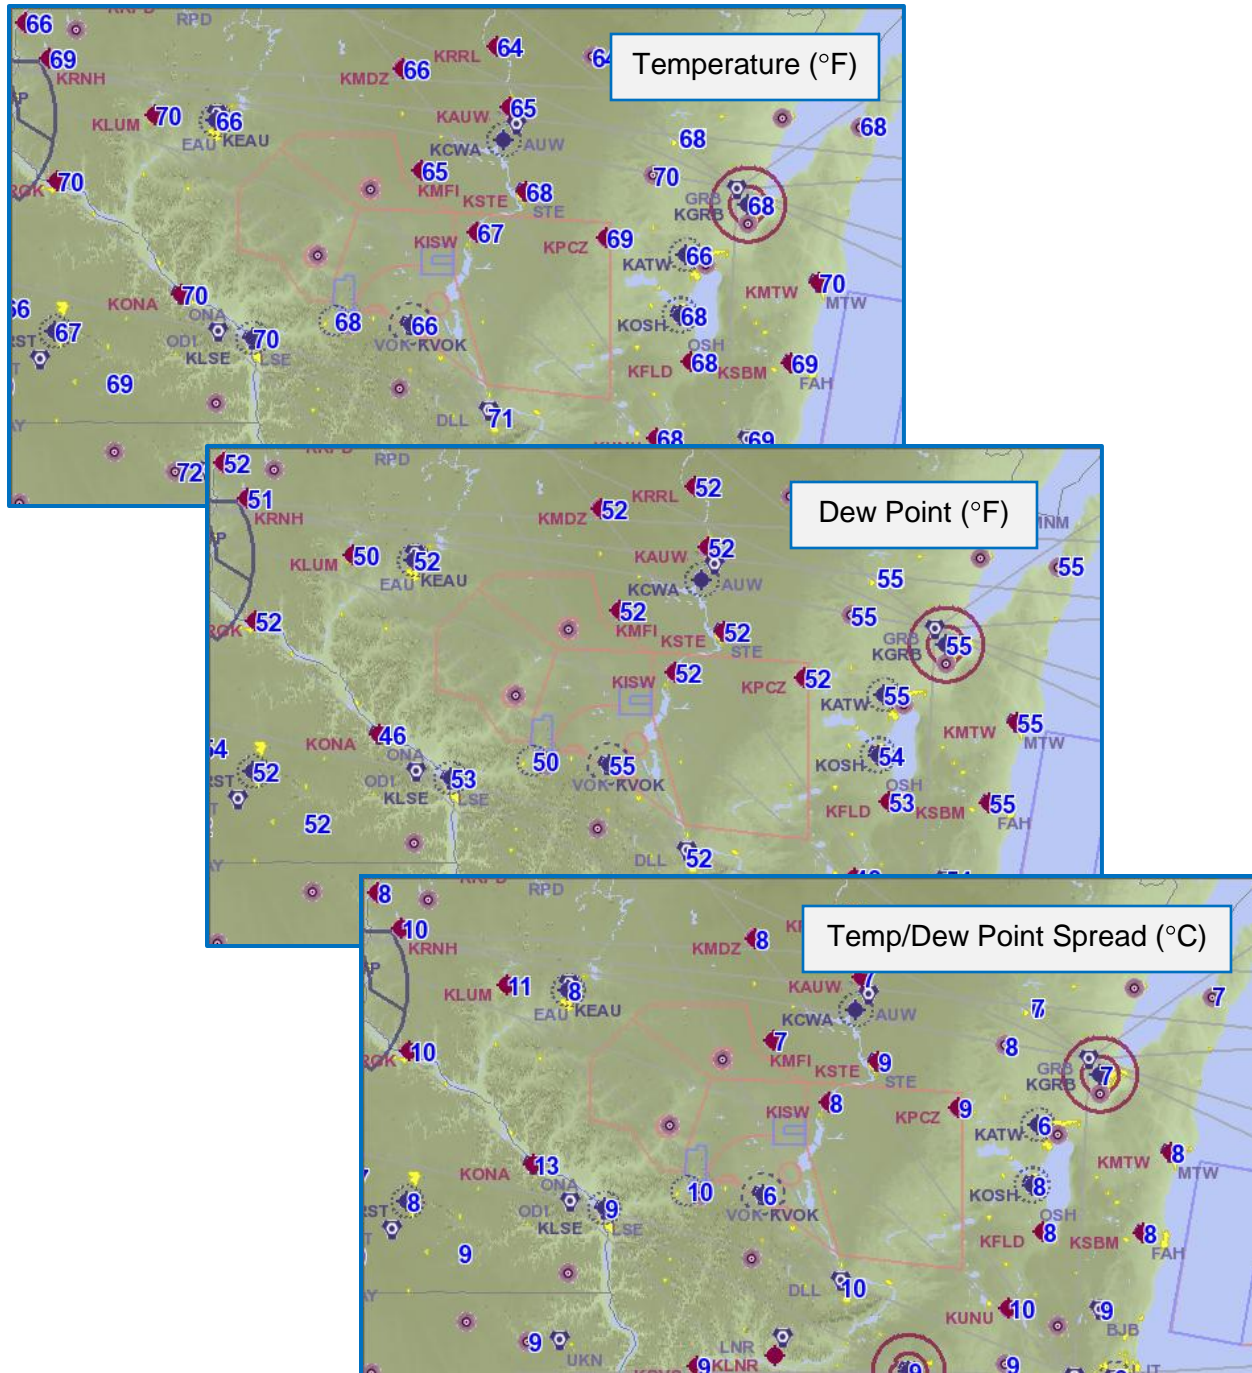 RPD
66
69
KRNH
KRRL 64
64
Temperature (°F)
KMDZ 66
P
KLUM 70
66
EAU KEAU
KAUW 65
KCWA AUW
68
68
70
65
KMFI
KSTE 68
STE
70
GRB
KGRB 68
KISW 67
KPCZ 69
KATW 66
KONA 70
ONA
KMTW 70
MTW
66
67
ODI
KLSE
70
LSE
68
66
VOK KVOK
KOSH 68
OSH
69
KFLD 68
KSBM 69
FAH
DLL 71
68
69
72
52
RPD
51
KRNH
KRRL 52
Dew Point (°F)
MNM
KMDZ 52
P
KLUM 50
52
EAU KEAU
KAUW 52
KCWA AUW
55
55
55
52
KMFI
KSTE 52
STE
52
GRB
KGRB 55
KISW 52
KPCZ 52
KATW 55
KONA 46
ONA
KMTW 55
MTW
54
RST 52
ODI
KLSE
53
LSE
50
55
VOK KVOK
KOSH 54
OSH
52
KFLD 53
KSBM 55
FAH
DLL 52
8
RPD
10
KRNH
KMDZ 8
Temp/Dew Point Spread (°C)
P
KLUM 11
8
EAU KEAU
KAUW 7
KCWA AUW
7
7
8
7
KMFI
KSTE 9
STE
10
GRB
KGRB 7
KISW 8
KPCZ 9
KATW 6
KONA 13
ONA
KMTW 8
MTW
RST 8
ODI
KLSE
9
LSE
10
6
VOK KVOK
KOSH 8
OSH
9
KFLD 8
KSBM 8
FAH
DLL 10
KUNU 10
9
BJB
9
UKN
LNR
KLNR
9
9
9